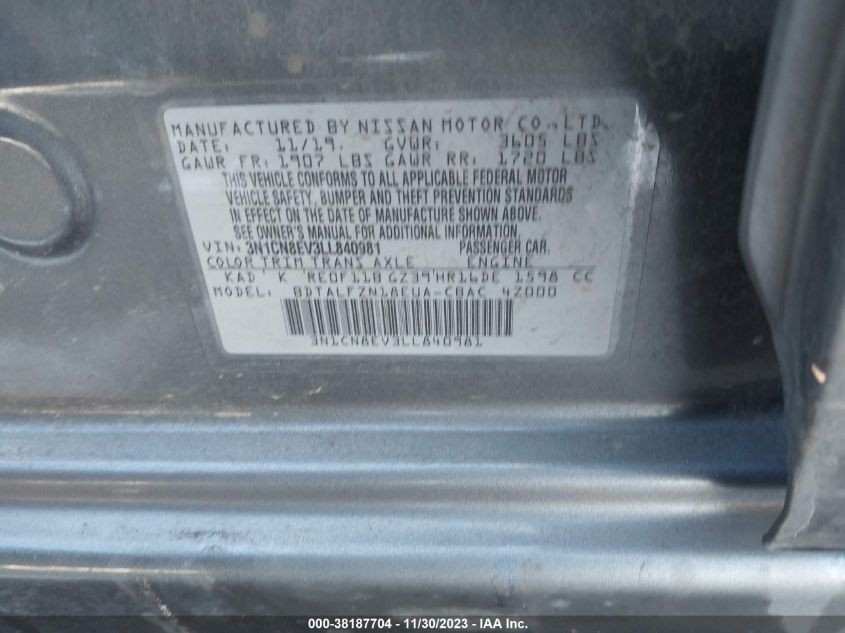 MANUFACTURED BY NISSAN MOTOR CO., LTD.
DATE: 11/19. GVWR: 3605 LBS
GAWR FR: 1907 LBS GAWR RR: 1720 LBS
THIS VEHICLE CONFORMS TO ALL APPLICABLE FEDERAL MOTOR
VEHICLE SAFETY, BUMPER AND THEFT PREVENTION STANDARDS
IN EFFECT ON THE DATE OF MANUFACTURE SHOWN ABOVE.
SEE OWNER'S MANUAL FOR ADDITIONAL INFORMATION.
VIN: 3N1CN8EV3LL840981 PASSENGER CAR.
COLOR TRIM TRANS AXLE ENGINE
KAD K RE0F11B GZ39 HR16DE 1598 CC
MODEL: BDTALFZN18EUA-CBAC 4Z000
3N1CN8EV3LL840981
000-38187704 - 11/30/2023 - IAA Inc.